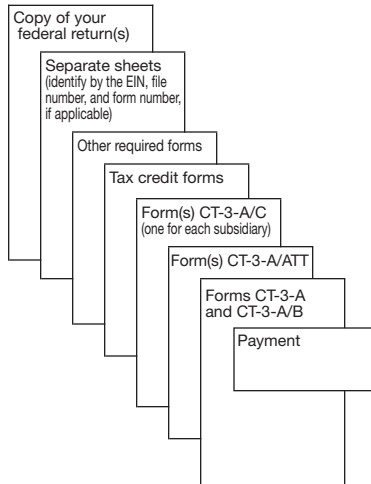 Copy of your
federal return(s)
Separate sheets
(identify by the EIN, file
number, and form number,
if applicable)
Other required forms
Tax credit forms
Form(s) CT-3-A/C
(one for each subsidiary)
Form(s) CT-3-A/ATT
Forms CT-3-A
and CT-3-A/B
Payment